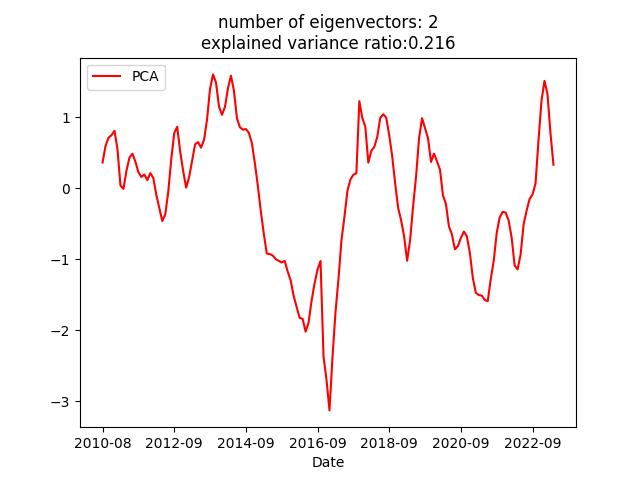 number of eigenvectors: 2
explained variance ratio:0.216
PCA
1
0
−1
−2
−3
2010-08 2012-09 2014-09 2016-09 2018-09 2020-09 2022-09
Date